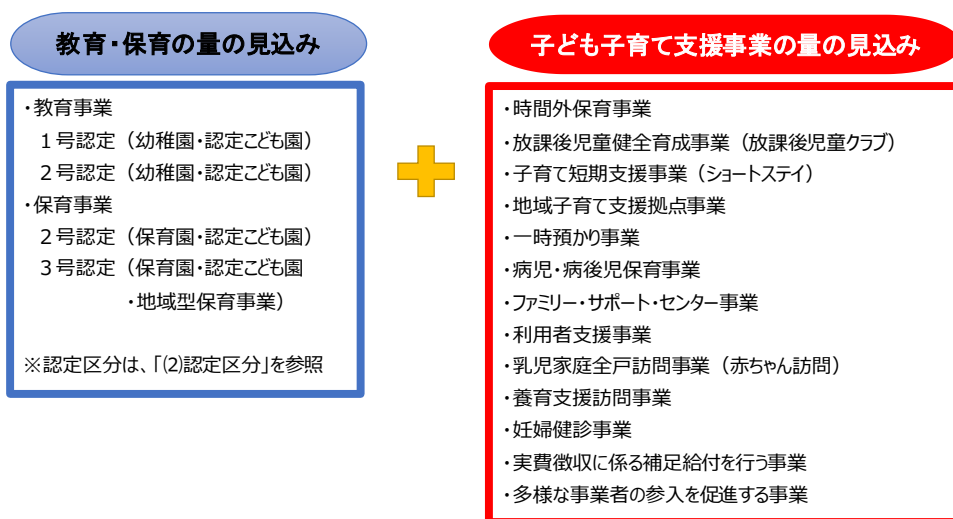 教育・保育の量の見込み
・教育事業
1号認定（幼稚園・認定こども園）
2号認定（幼稚園・認定こども園）
・保育事業
2号認定（保育園・認定こども園）
3号認定（保育園・認定こども園
・地域型保育事業）
※認定区分は、「(2)認定区分」を参照
子ども子育て支援事業の量の見込み
・時間外保育事業
・放課後児童健全育成事業（放課後児童クラブ）
・子育て短期支援事業（ショートステイ）
・地域子育て支援拠点事業
・一時預かり事業
・病児・病後児保育事業
・ファミリー・サポート・センター事業
・利用者支援事業
・乳児家庭全戸訪問事業（赤ちゃん訪問）
・養育支援訪問事業
・妊婦健診事業
・実費徴収に係る補足給付を行う事業
・多様な事業者の参入を促進する事業